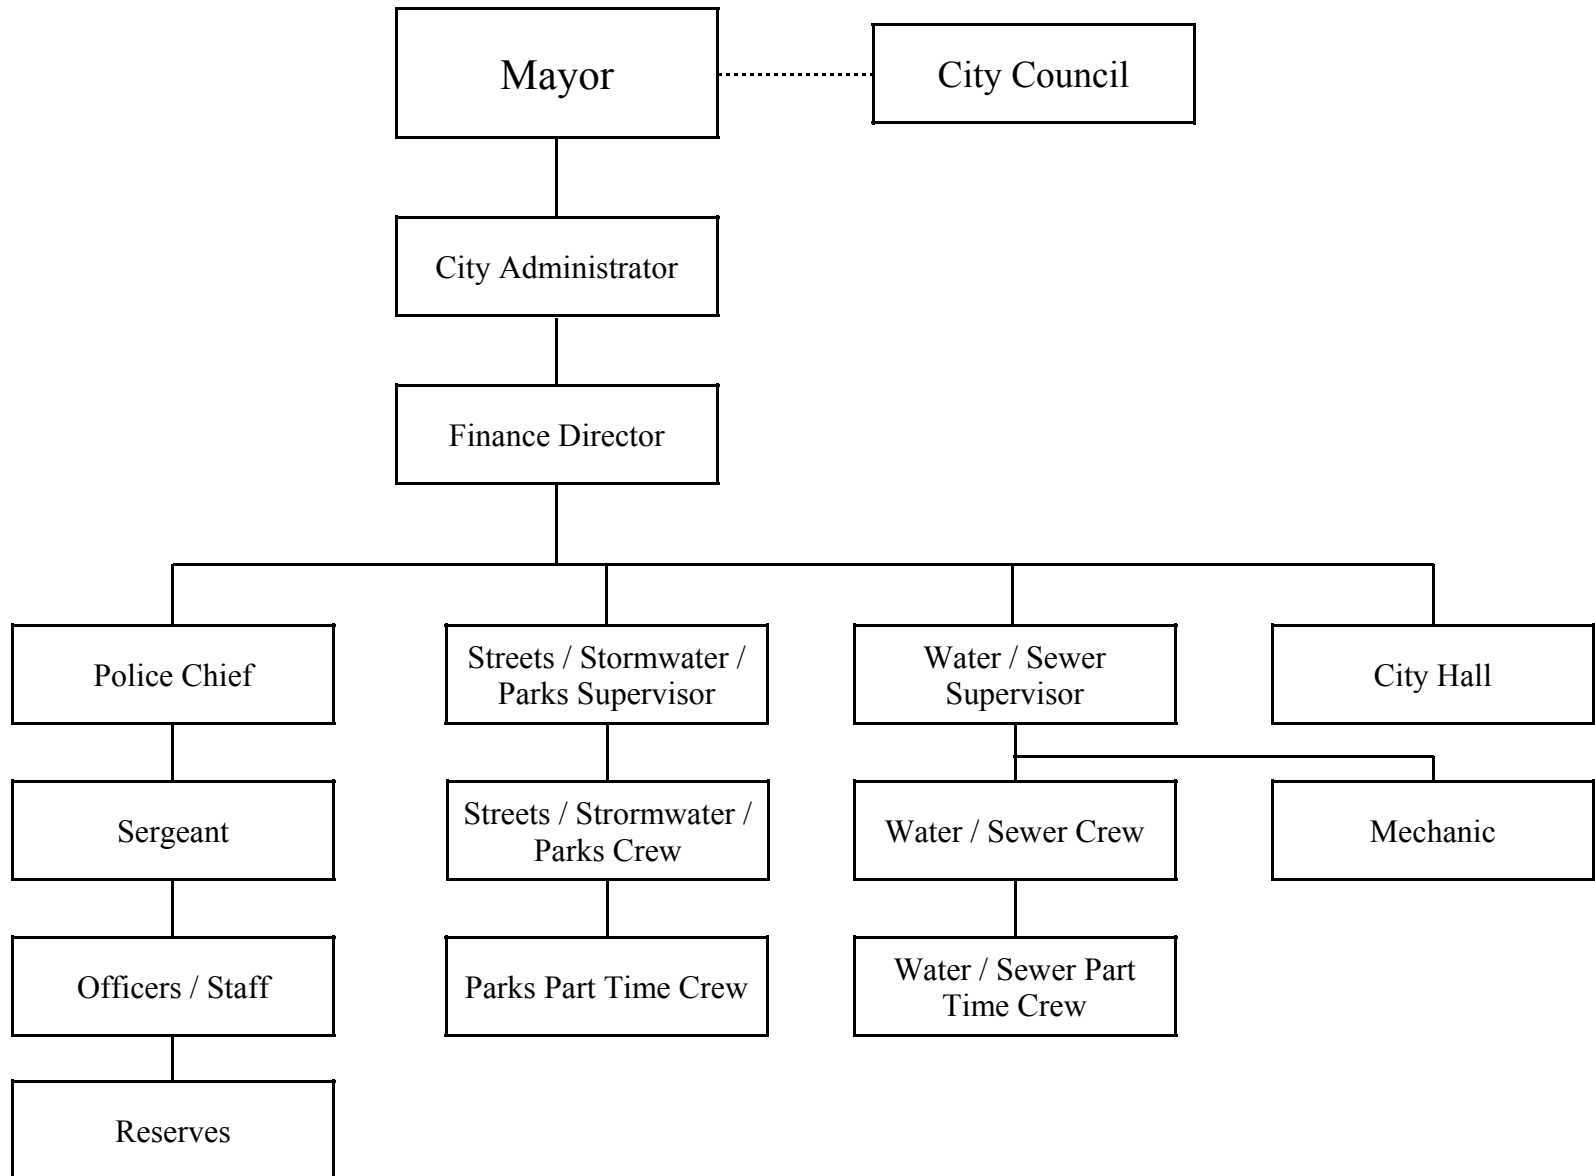 Mayor
City Council
City Administrator
Finance Director
Police Chief
Streets / Stormwater /
Parks Supervisor
Water / Sewer
Supervisor
City Hall
Sergeant
Streets / Strormwater /
Parks Crew
Water / Sewer Crew
Mechanic
Officers / Staff
Parks Part Time Crew
Water / Sewer Part
Time Crew
Reserves